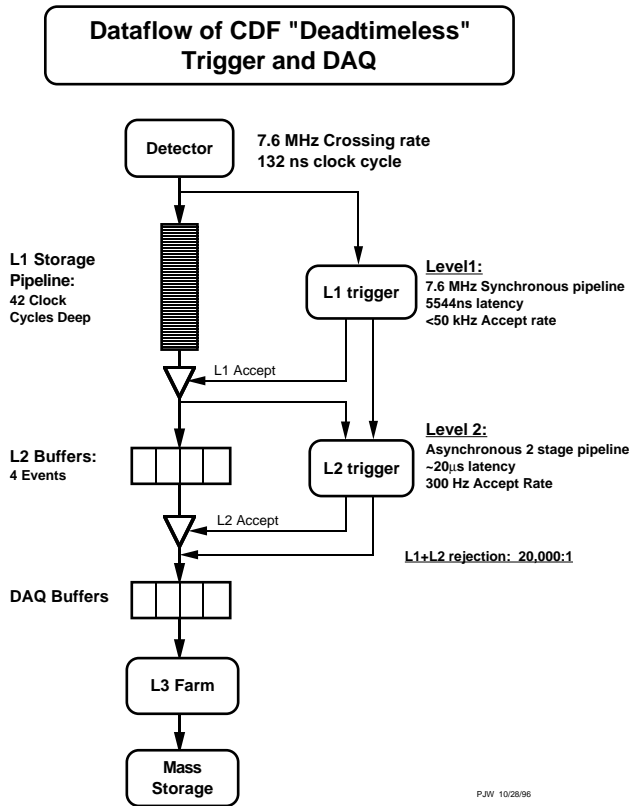 Dataflow of CDF "Deadtimeless"
Trigger and DAQ
Detector
7.6 MHz Crossing rate
132 ns clock cycle
L1 Storage
Pipeline:
42 Clock
Cycles Deep
L1 trigger
Level1:
7.6 MHz Synchronous pipeline
5544ns latency
<50 kHz Accept rate
L1 Accept
L2 Buffers:
4 Events
L2 trigger
Level 2:
Asynchronous 2 stage pipeline
~20μs latency
300 Hz Accept Rate
L2 Accept
L1+L2 rejection: 20,000:1
DAQ Buffers
L3 Farm
Mass
Storage
PJW 10/28/96